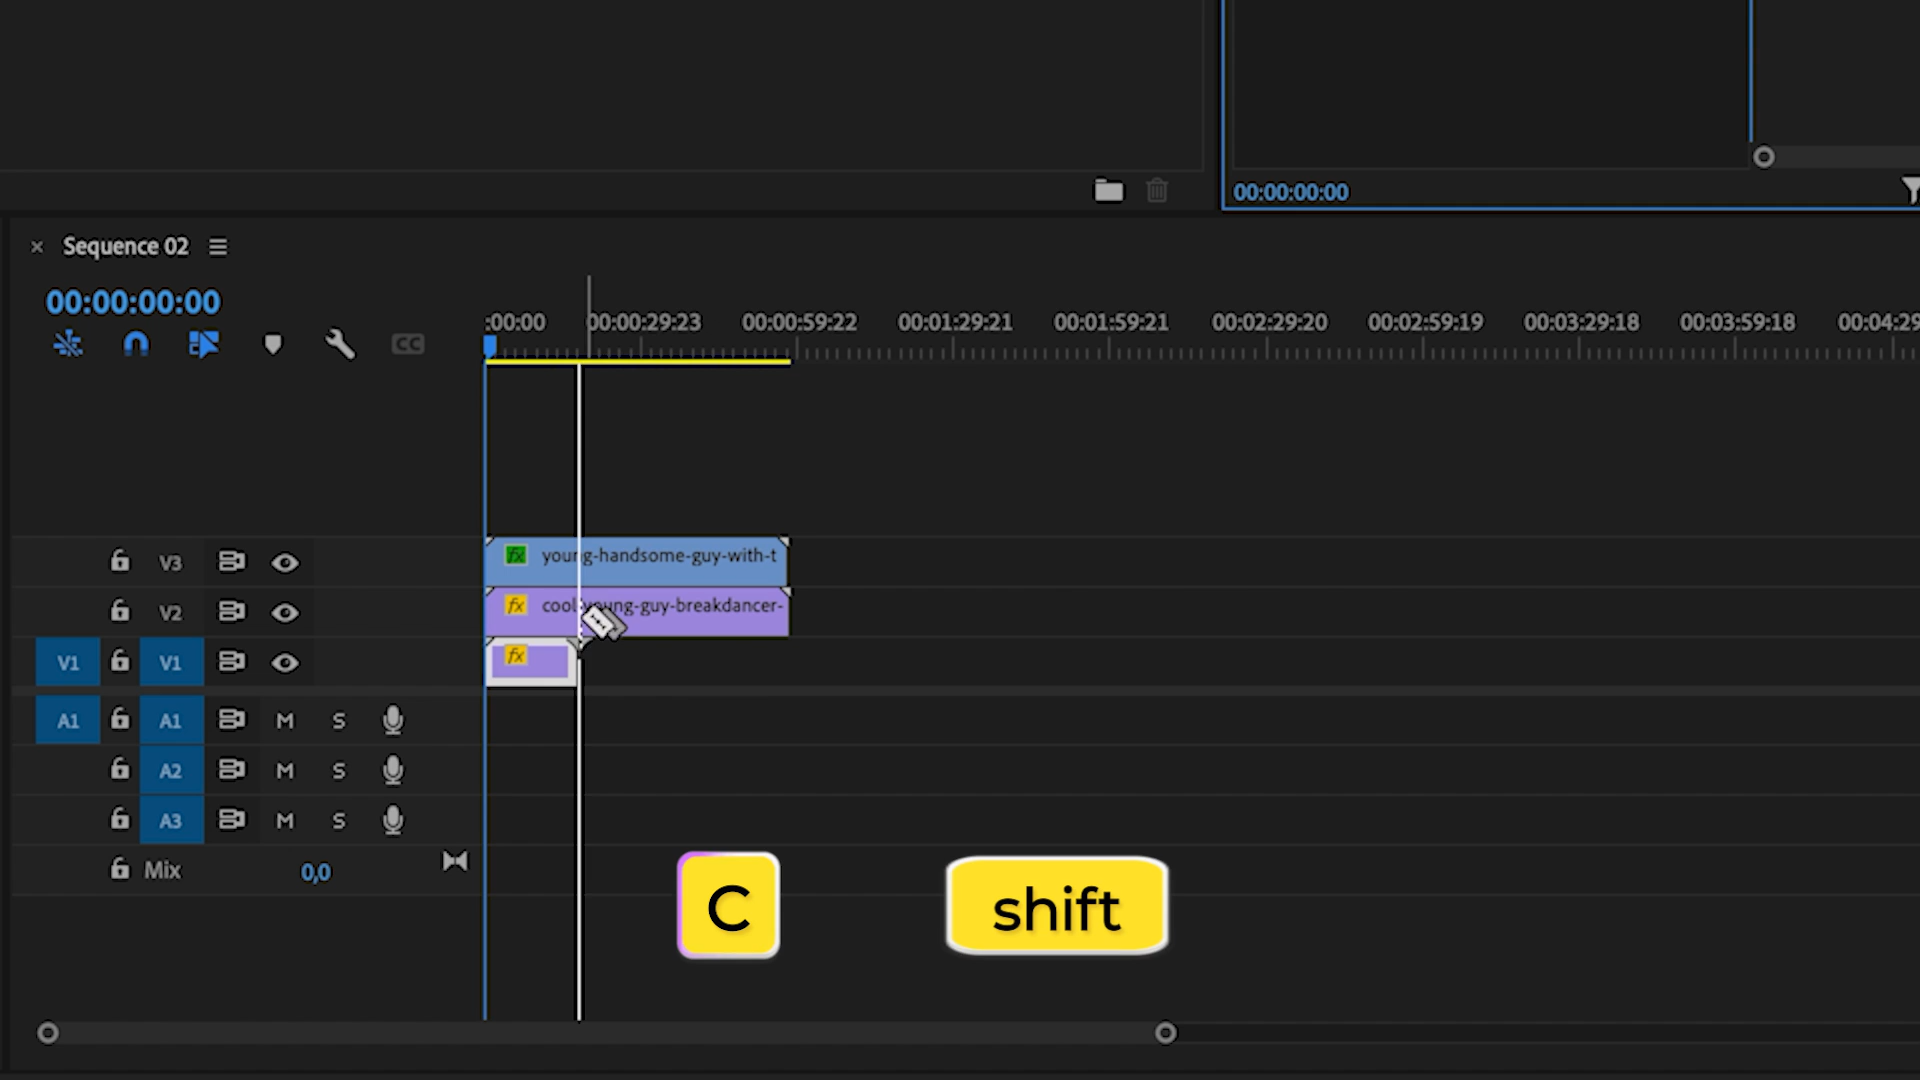 00:00:00:00
Sequence 02
00:00:00:00
:00:00 00:00:29:23 00:00:59:22 00:01:29:21 00:01:59:21 00:02:29:20 00:02:59:19 00:03:29:18 00:03:59:18 00:04:29
CC
V3 fx young-handsome-guy-with-t
V2 fx cool-young-guy-breakdancer-
V1 V1 fx
A1 A1 M S
A2 M S
A3 M S
Mix 0,0
C shift